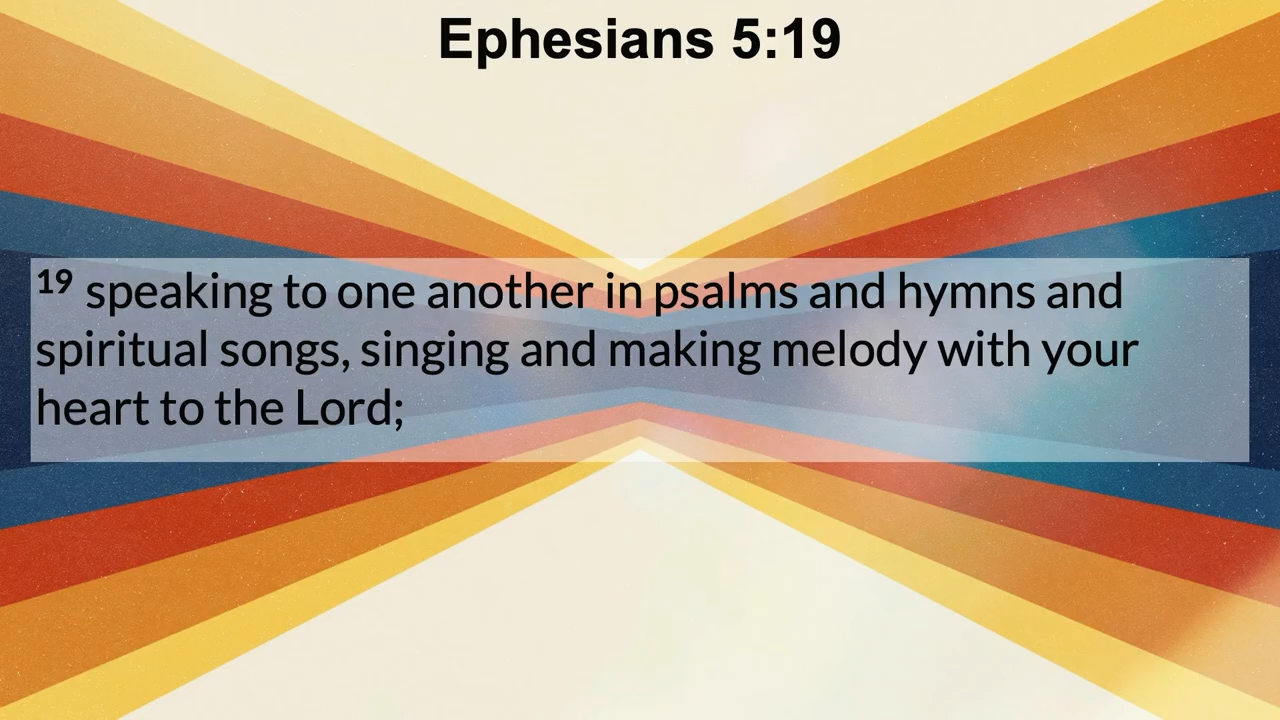 Ephesians 5:19
19 speaking to one another in psalms and hymns and
spiritual songs, singing and making melody with your
heart to the Lord;